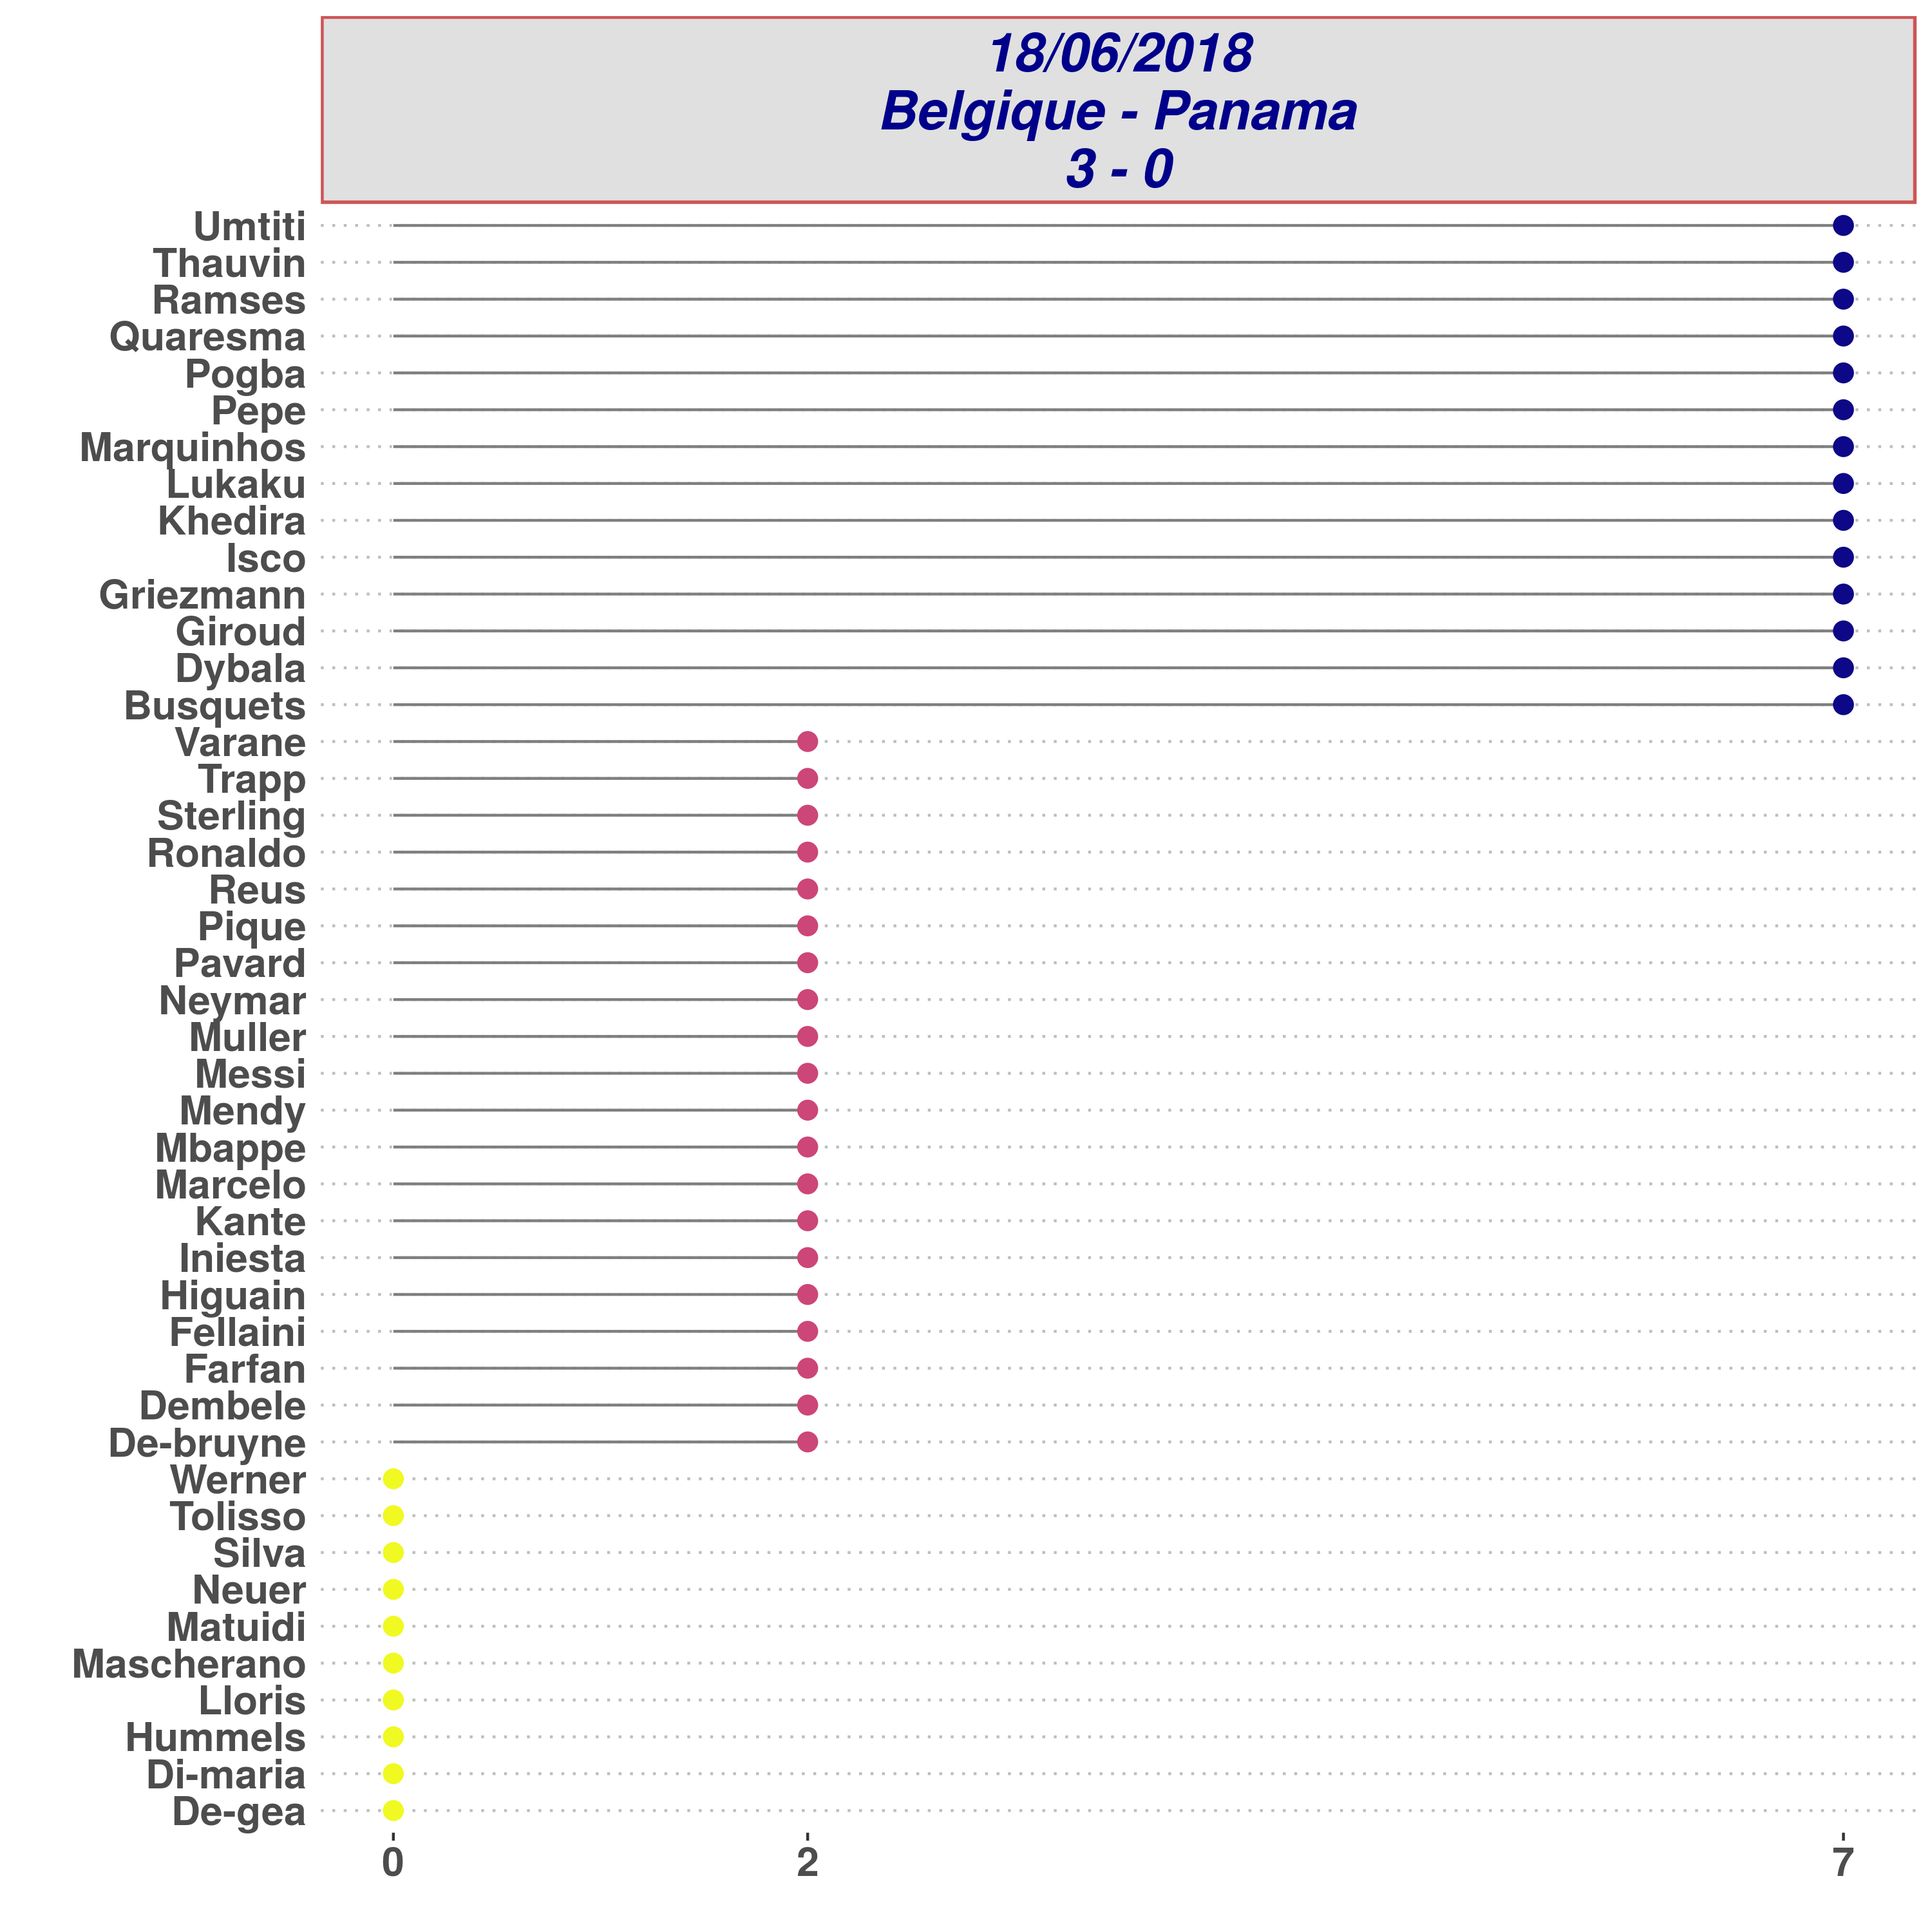 18/06/2018
Belgique - Panama
3 - 0
Umtiti
Thauvin
Ramses
Quaresma
Pogba
Pepe
Marquinhos
Lukaku
Khedira
Isco
Griezmann
Giroud
Dybala
Busquets
Varane
Trapp
Sterling
Ronaldo
Reus
Pique
Pavard
Neymar
Muller
Messi
Mendy
Mbappe
Marcelo
Kante
Iniesta
Higuain
Fellaini
Farfan
Dembele
De-bruyne
Werner
Tolisso
Silva
Neuer
Matuidi
Mascherano
Lloris
Hummels
Di-maria
De-gea
0 2 7